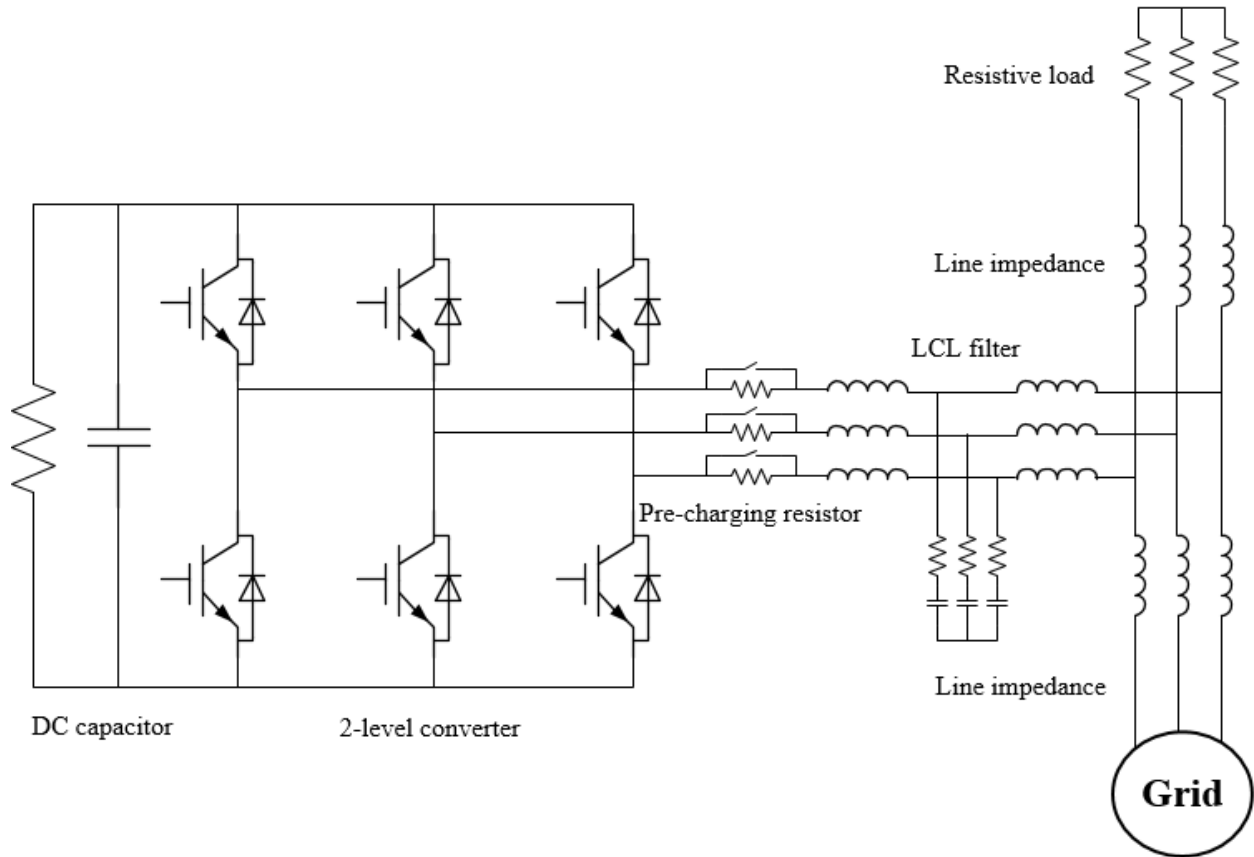 Resistive load
Line impedance
LCL filter
Pre-charging resistor
Line impedance
DC capacitor
2-level converter
Grid